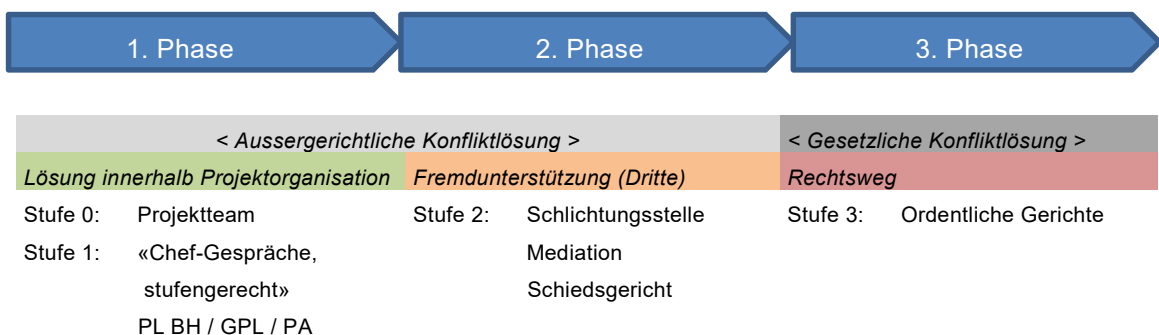 1. Phase 2. Phase 3. Phase
< Aussergerichtliche Konfliktlösung > < Gesetzliche Konfliktlösung >
Lösung innerhalb Projektorganisation Fremdunterstützung (Dritte) Rechtsweg
Stufe 0: Projektteam Stufe 2: Schlichtungsstelle Stufe 3: Ordentliche Gerichte
Stufe 1: «Chef-Gespräche, Mediation
stufengerecht» Schiedsgericht
PL BH / GPL / PA